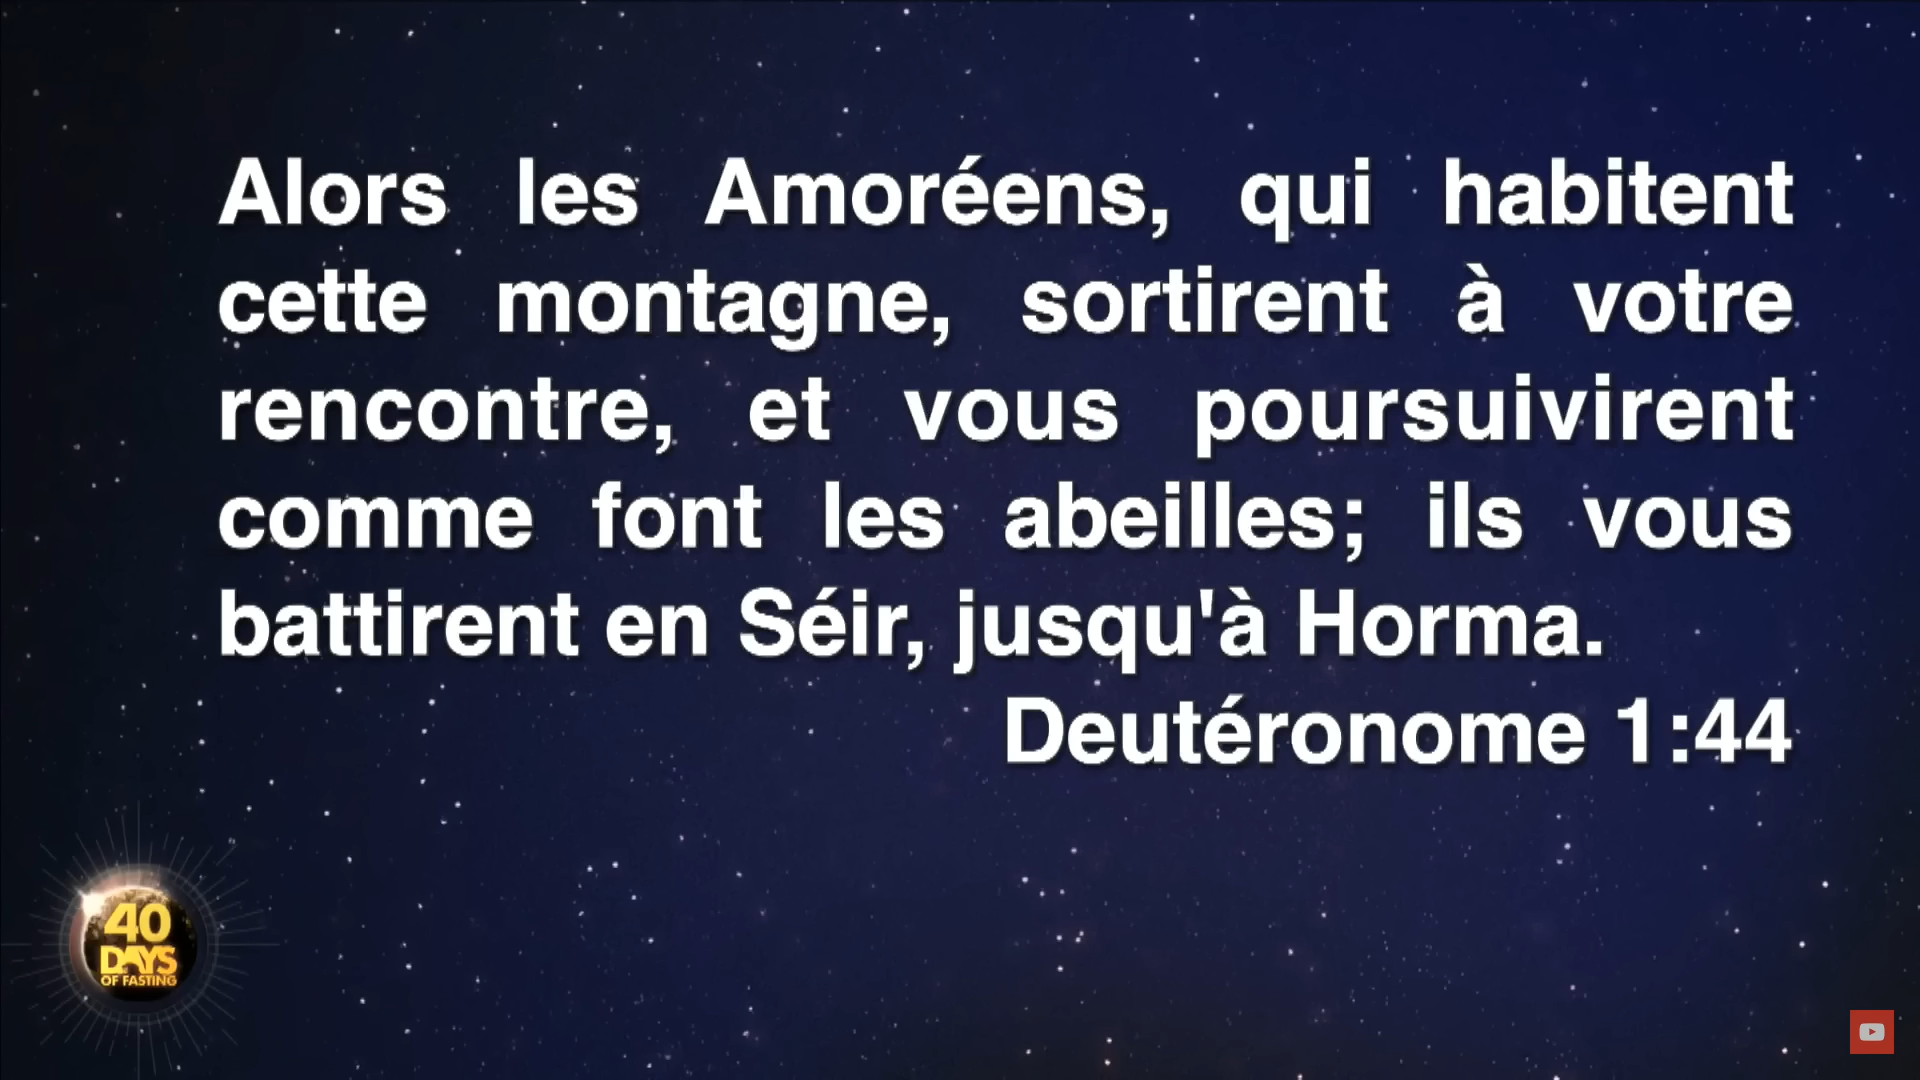 Alors les Amoréens, qui habitent
cette montagne, sortirent à votre
rencontre, et vous poursuivirent
comme font les abeilles; ils vous
battirent en Séir, jusqu'à Horma.
Deutéronome 1:44
40
DAYS
OF FASTING